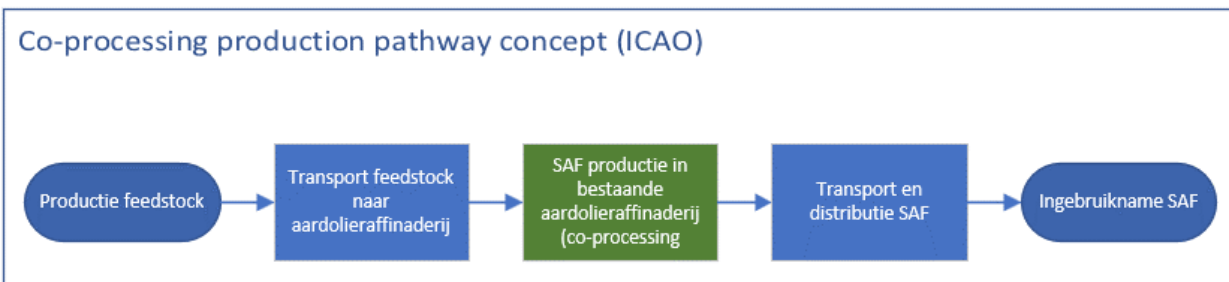 Co-processing production pathway concept (ICAO)
Productie feedstock
Transport feedstock
naar
aardolieraffinaderij
SAF productie in
bestaande
aardolieraffinaderij
(co-processing
Transport en
distributie SAF
Ingebruikname SAF